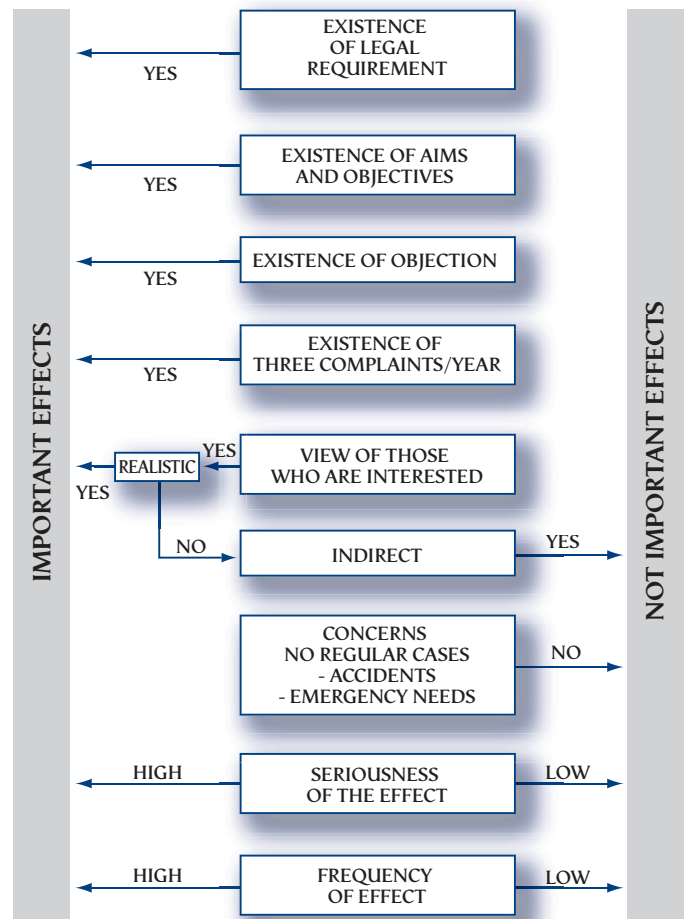 EXISTENCE
OF LEGAL
REQUIREMENT
YES
EXISTENCE OF AIMS
AND OBJECTIVES
YES
EXISTENCE OF OBJECTION
YES
EXISTENCE OF
THREE COMPLAINTS/YEAR
YES
IMPORTANT EFFECTS
NOT IMPORTANT EFFECTS
VIEW OF THOSE
WHO ARE INTERESTED
YES
REALISTIC
YES
NO
INDIRECT
YES
CONCERNS
NO REGULAR CASES
- ACCIDENTS
- EMERGENCY NEEDS
NO
HIGH
SERIOUSNESS
OF THE EFFECT
LOW
HIGH
FREQUENCY
OF EFFECT
LOW